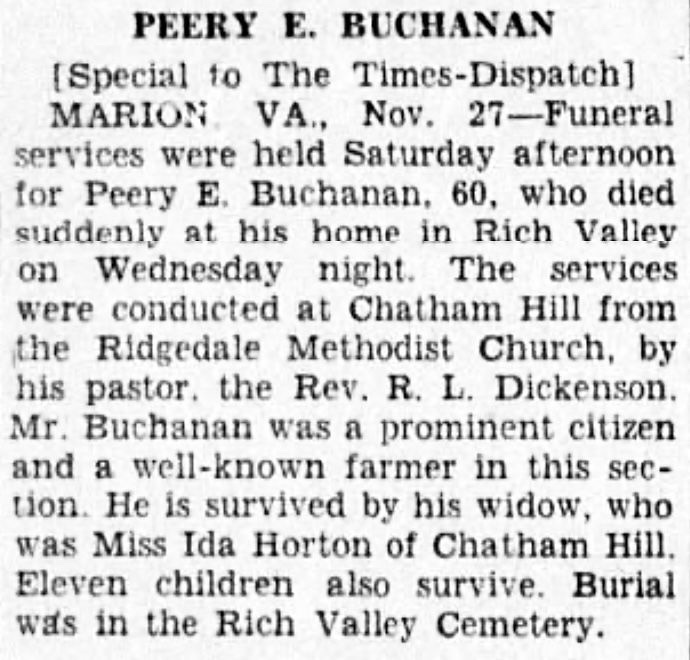 PEERY E. BUCHANAN
[Special to The Times-Dispatch]
MARION, VA., Nov. 27—Funeral
services were held Saturday afternoon
for Peery E. Buchanan, 60, who died
suddenly at his home in Rich Valley
on Wednesday night. The services
were conducted at Chatham Hill from
the Ridgedale Methodist Church, by
his pastor, the Rev. R. L. Dickenson.
Mr. Buchanan was a prominent citizen
and a well-known farmer in this sec-
tion. He is survived by his widow, who
was Miss Ida Horton of Chatham Hill.
Eleven children also survive. Burial
was in the Rich Valley Cemetery.